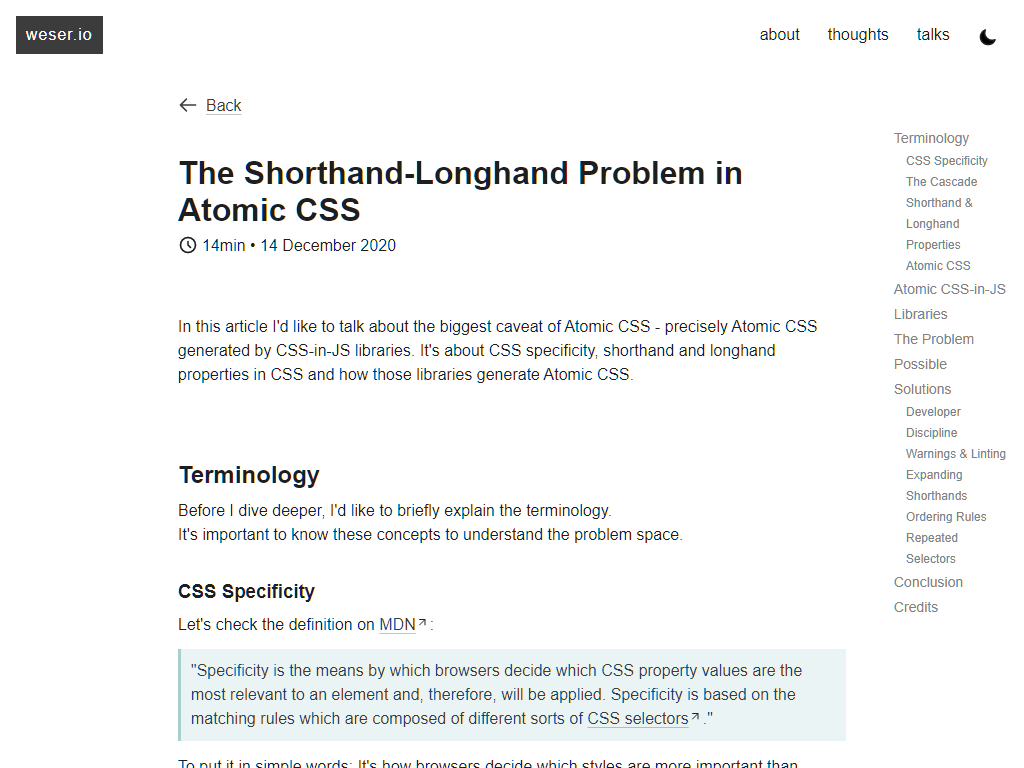 weser.io
about thoughts talks
Back
The Shorthand-Longhand Problem in
Atomic CSS
14min • 14 December 2020
In this article I'd like to talk about the biggest caveat of Atomic CSS - precisely Atomic CSS
generated by CSS-in-JS libraries. It's about CSS specificity, shorthand and longhand
properties in CSS and how those libraries generate Atomic CSS.
Terminology
Before I dive deeper, I'd like to briefly explain the terminology.
It's important to know these concepts to understand the problem space.
CSS Specificity
Let's check the definition on MDN :
"Specificity is the means by which browsers decide which CSS property values are the
most relevant to an element and, therefore, will be applied. Specificity is based on the
matching rules which are composed of different sorts of CSS selectors ."
To put it in simple words: It's how browsers decide which styles are more important than
Terminology
CSS Specificity
The Cascade
Shorthand &
Longhand
Properties
Atomic CSS
Atomic CSS-in-JS
Libraries
The Problem
Possible
Solutions
Developer
Discipline
Warnings & Linting
Expanding
Shorthands
Ordering Rules
Repeated
Selectors
Conclusion
Credits